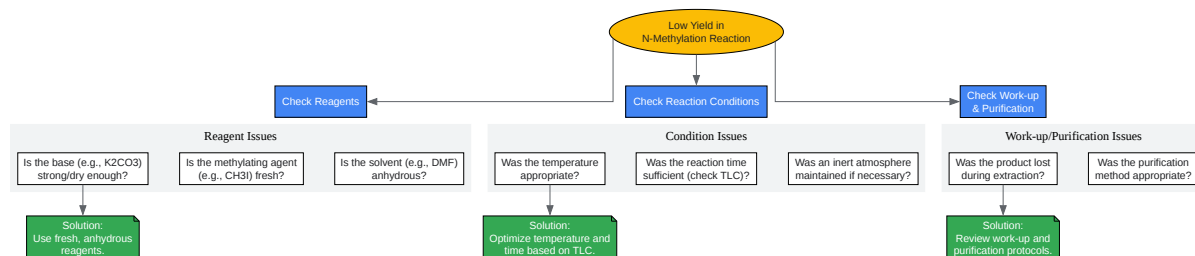 Low Yield in
N-Methylation Reaction
Check Reagents
Check Reaction Conditions
Check Work-up
& Purification
Reagent Issues
Condition Issues
Work-up/Purification Issues
Is the base (e.g., K2CO3)
strong/dry enough?
Is the methylating agent
(e.g., CH3I) fresh?
Is the solvent (e.g., DMF)
anhydrous?
Was the temperature
appropriate?
Was the reaction time
sufficient (check TLC)?
Was an inert atmosphere
maintained if necessary?
Was the product lost
during extraction?
Was the purification
method appropriate?
Solution:
Use fresh, anhydrous
reagents.
Solution:
Optimize temperature and
time based on TLC.
Solution:
Review work-up and
purification protocols.